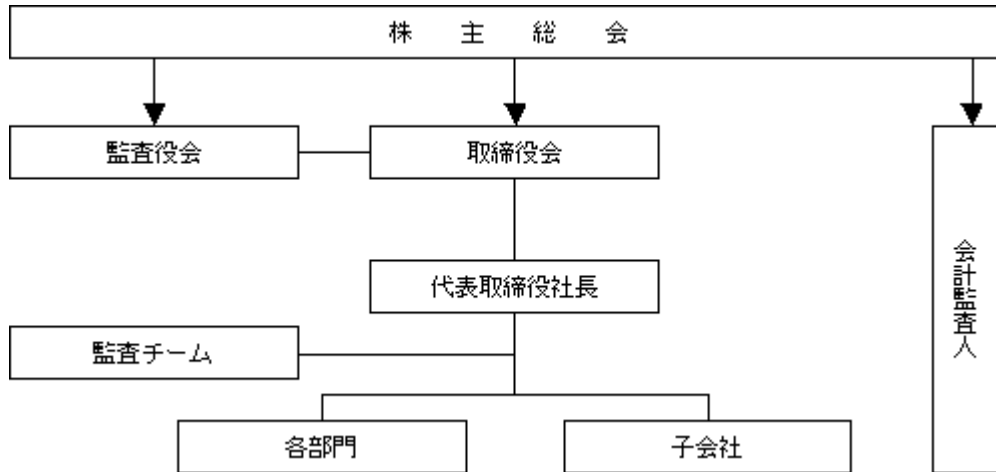 株主総会
監査役会
取締役会
代表取締役社長
会計監査人
監査チーム
各部門
子会社